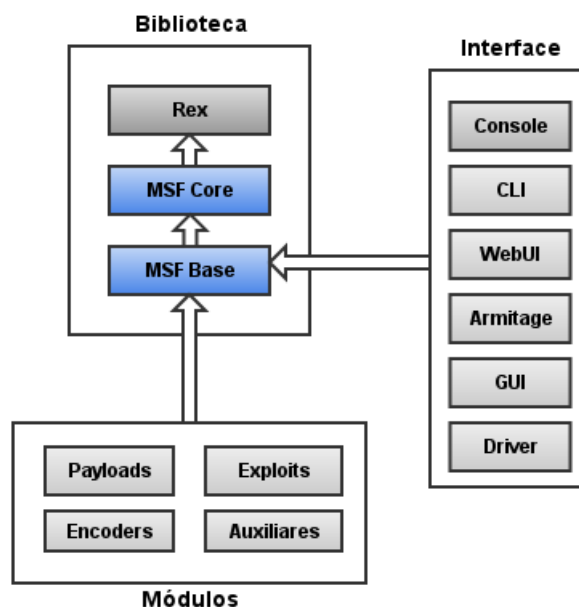 Biblioteca
Rex
MSF Core
MSF Base
Interface
Console
CLI
WebUI
Armitage
GUI
Driver
Payloads
Exploits
Encoders
Auxiliares
Módulos